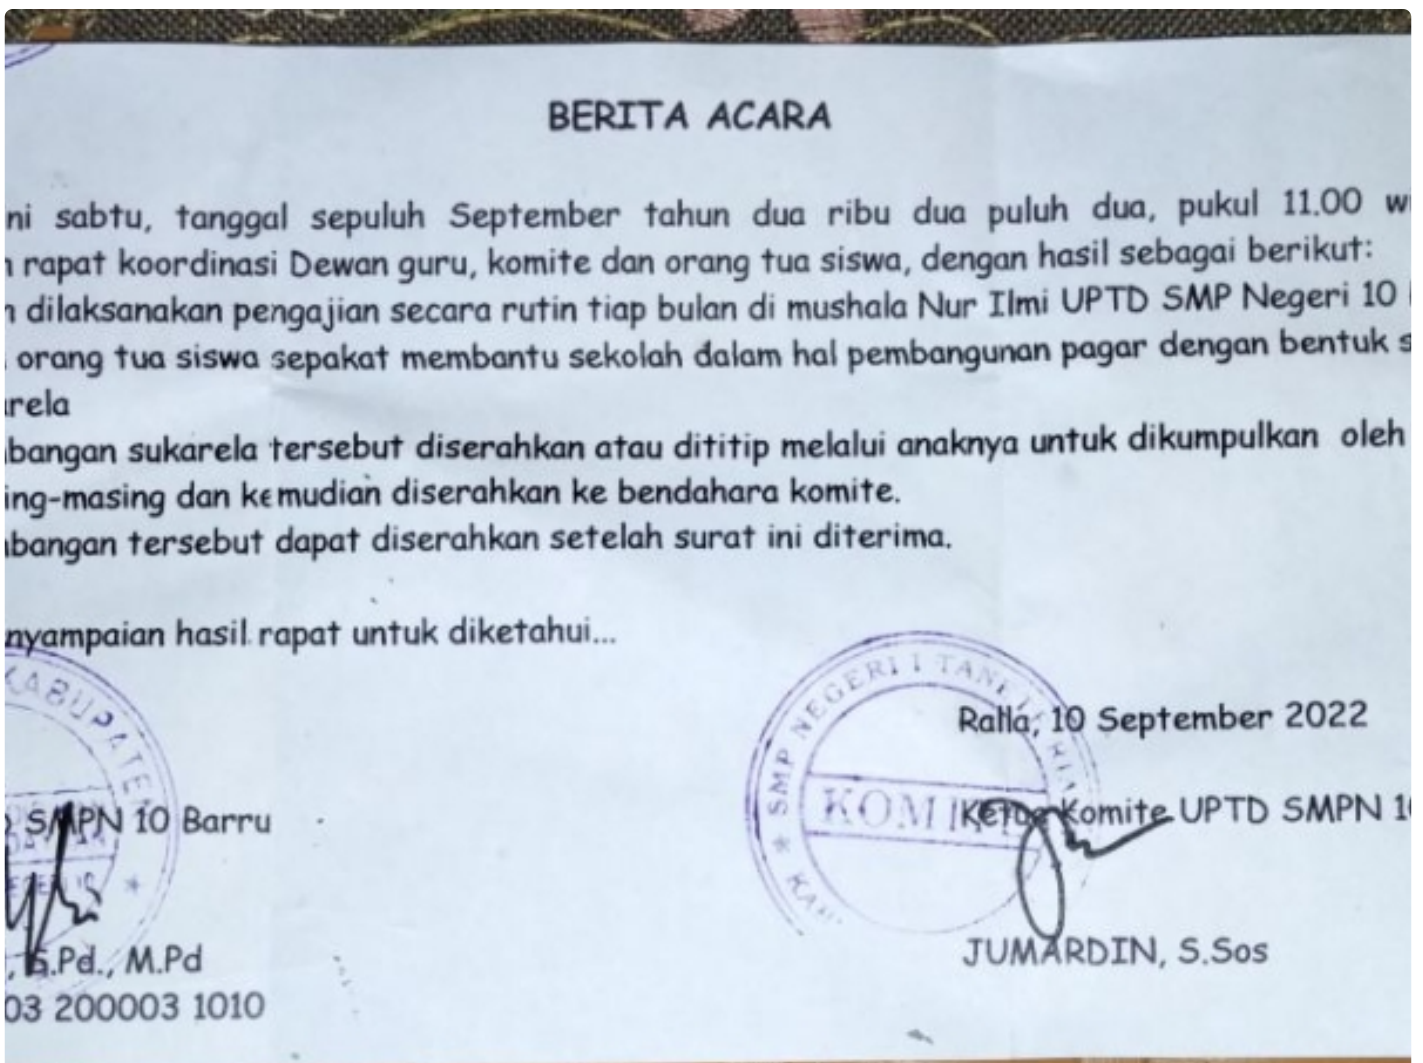 BERITA ACARA
ni sabtu, tanggal sepuluh September tahun dua ribu dua puluh dua, pukul 11.00 w
rapat koordinasi Dewan guru, komite dan orang tua siswa, dengan hasil sebagai berikut:
dilaksanakan pengajian secara rutin tiap bulan di mushala Nur Ilmi UPTD SMP Negeri 10
orang tua siswa sepakat membantu sekolah dalam hal pembangunan pagar dengan bentuk s
rela
bangan sukarela tersebut diserahkan atau dititip melalui anaknya untuk dikumpulkan oleh
ing-masing dan kemudian diserahkan ke bendahara komite.
bangan tersebut dapat diserahkan setelah surat ini diterima.
nyampaian hasil rapat untuk diketahui...
KABUPATEN
SMP NEGERI 1 TANETE
KOMITE
Ralla, 10 September 2022
SMPN 10 Barru
Ketua Komite UPTD SMPN 1
, S.Pd., M.Pd
JUMARDIN, S.Sos
03 200003 1010